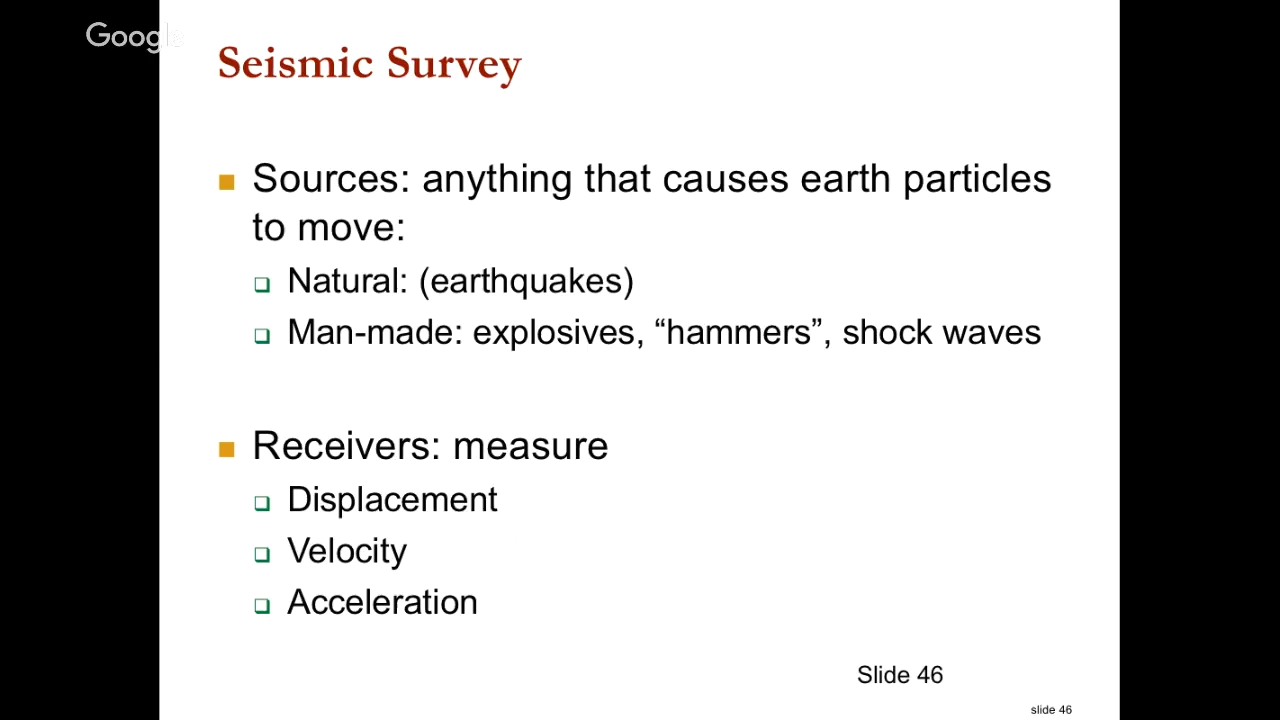 Google
Seismic Survey
Sources: anything that causes earth particles
to move:
Natural: (earthquakes)
Man-made: explosives, “hammers”, shock waves
Receivers: measure
Displacement
Velocity
Acceleration
Slide 46
slide 46